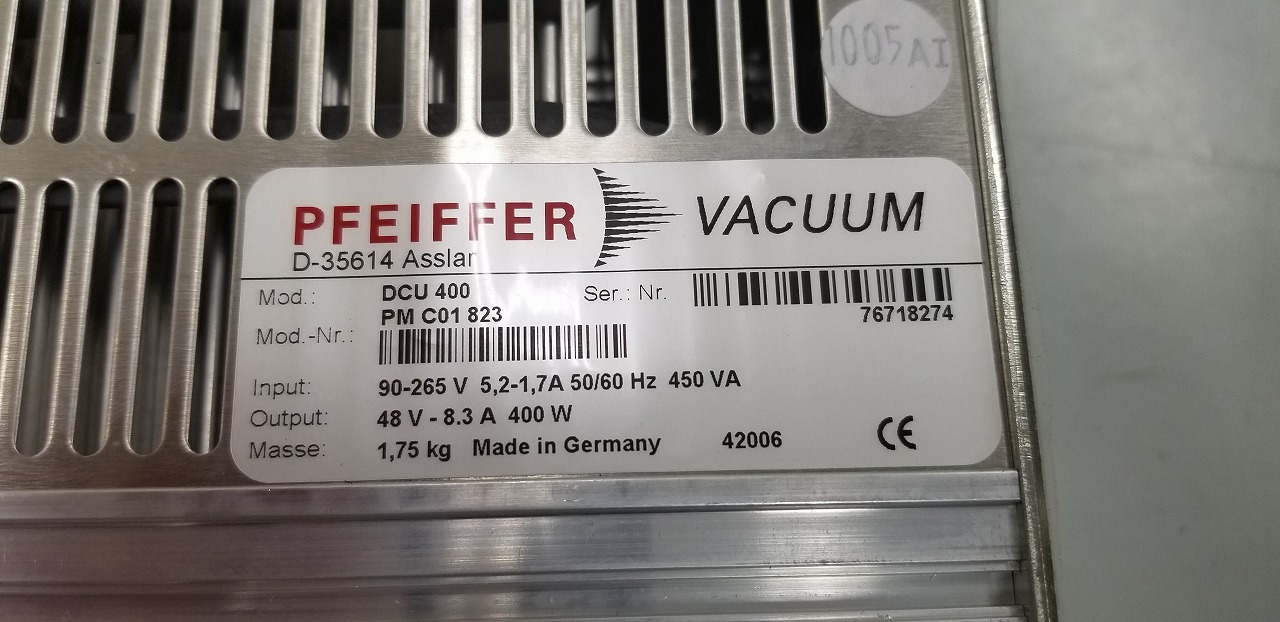 1005AI
PFEIFFER VACUUM
D-35614 Asslar
Mod.: DCU 400 Ser.: Nr.
PM C01 823 76718274
Mod.-Nr.:
Input: 90-265 V 5,2-1,7A 50/60 Hz 450 VA
Output: 48 V - 8.3 A 400 W
Masse: 1,75 kg Made in Germany 42006 CE